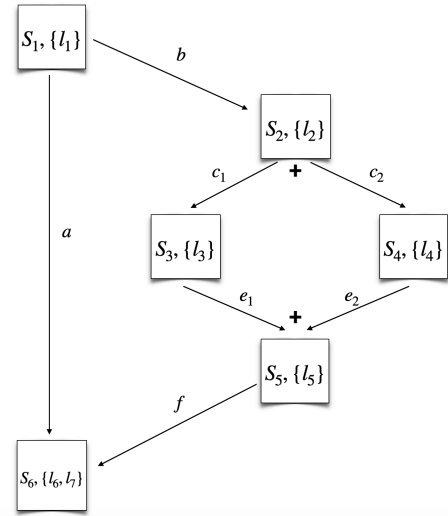 S₁, {l₁}
b
S₂, {l₂}
+
c₁ c₂
a
S₃, {l₃} S₄, {l₄}
e₁ + e₂
S₅, {l₅}
f
S₆, {l₆, l₇}